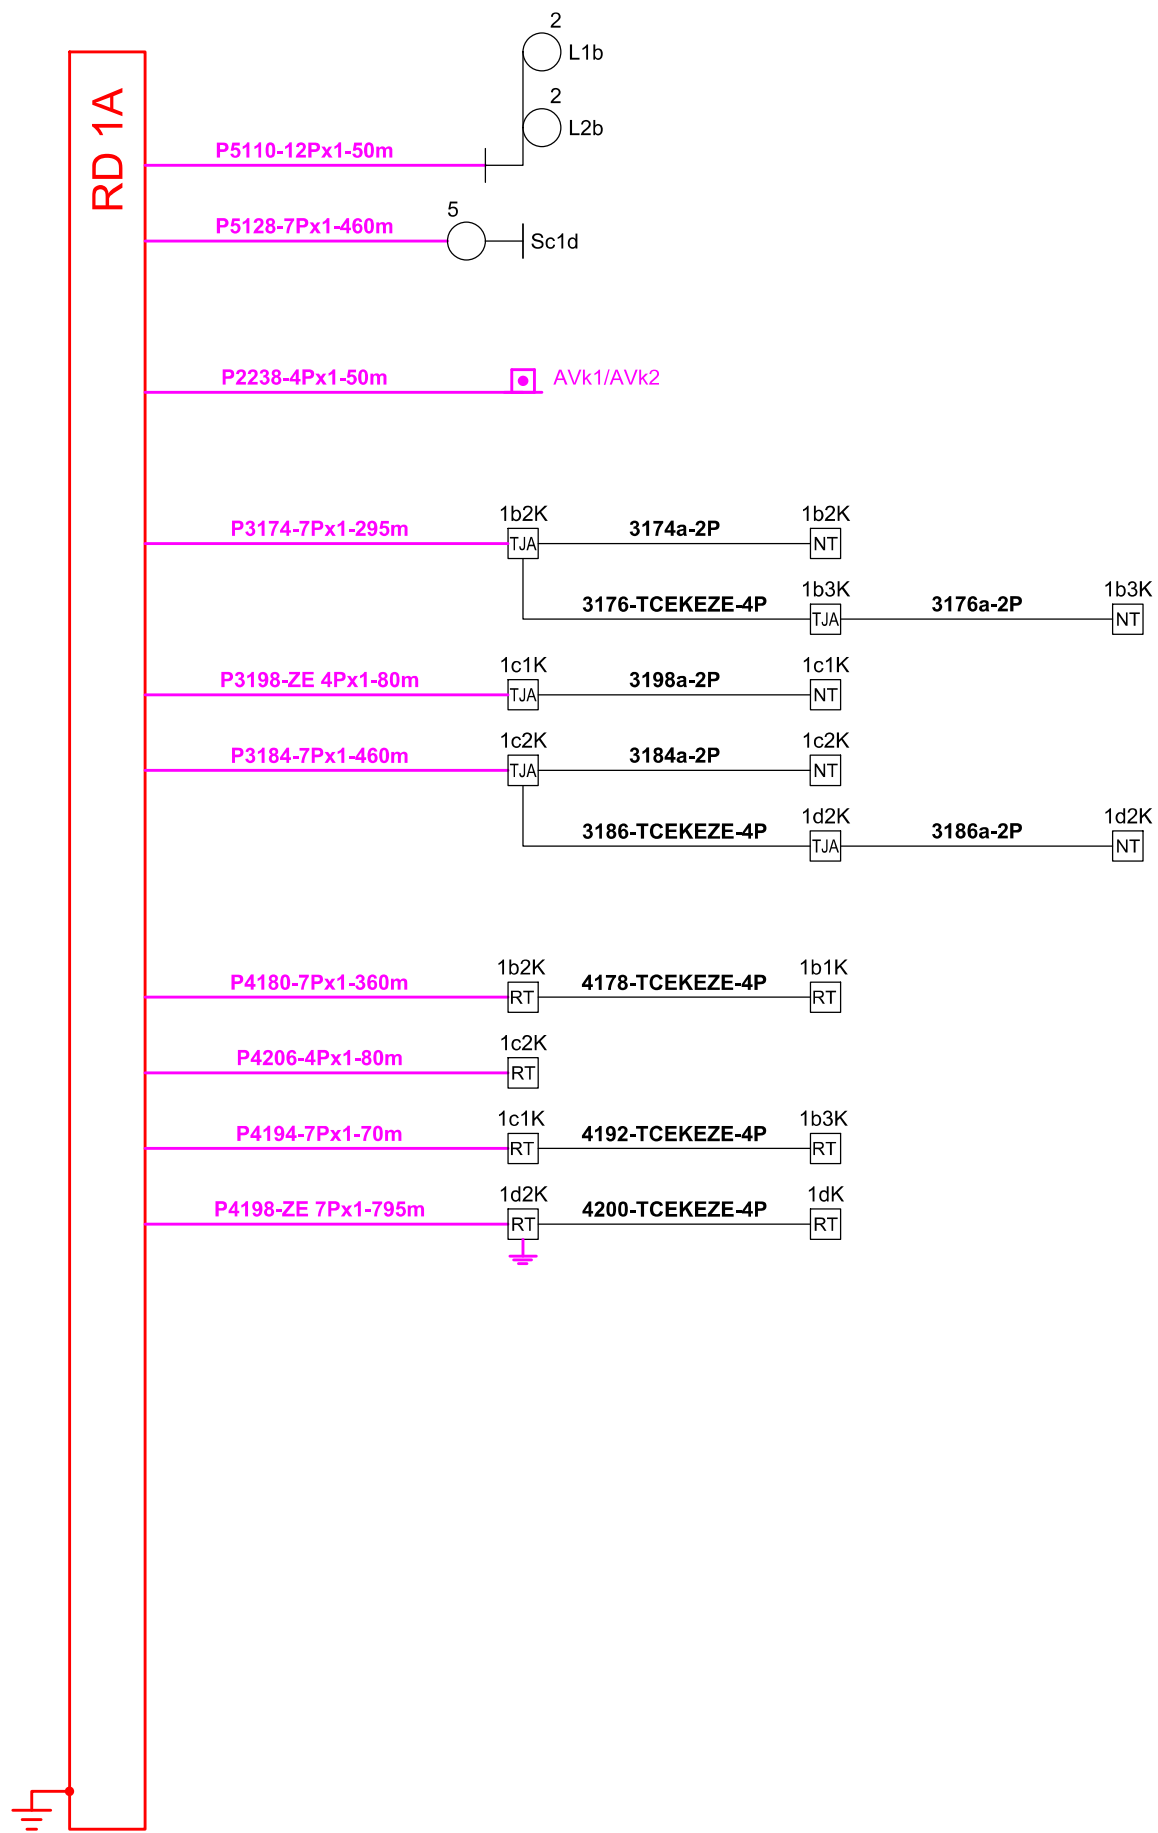 RD 1A
2
L1b
2
L2b
P5110-12Px1-50m
P5128-7Px1-460m
5
Sc1d
P2238-4Px1-50m
AVk1/AVk2
P3174-7Px1-295m
1b2K
TJA
3174a-2P
1b2K
NT
3176-TCEKEZE-4P
1b3K
TJA
3176a-2P
1b3K
NT
P3198-ZE 4Px1-80m
1c1K
TJA
3198a-2P
1c1K
NT
P3184-7Px1-460m
1c2K
TJA
3184a-2P
1c2K
NT
3186-TCEKEZE-4P
1d2K
TJA
3186a-2P
1d2K
NT
P4180-7Px1-360m
1b2K
RT
4178-TCEKEZE-4P
1b1K
RT
P4206-4Px1-80m
1c2K
RT
P4194-7Px1-70m
1c1K
RT
4192-TCEKEZE-4P
1b3K
RT
P4198-ZE 7Px1-795m
1d2K
RT
4200-TCEKEZE-4P
1dK
RT